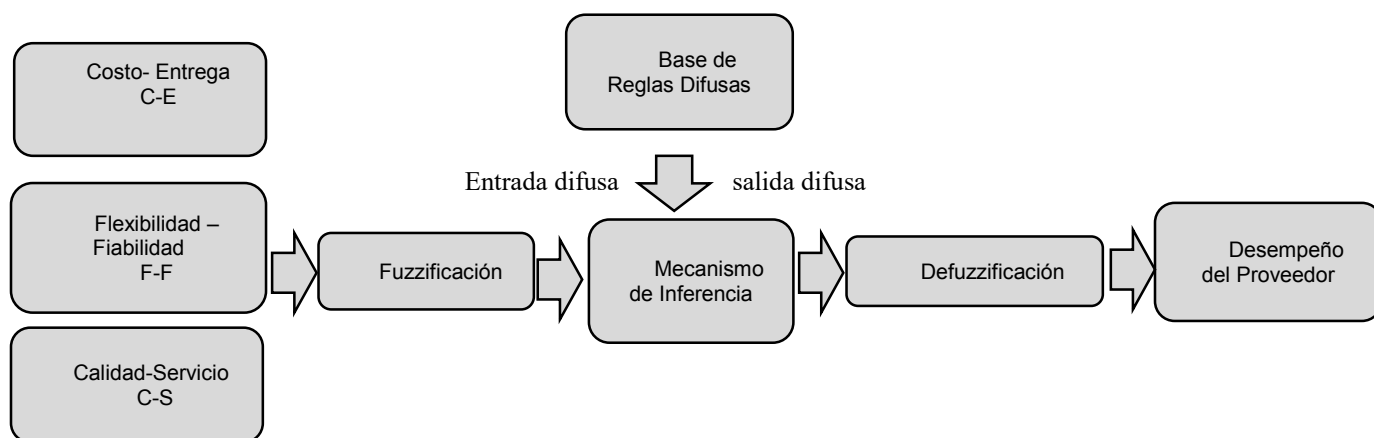 Costo- Entrega
C-E
Base de
Reglas Difusas
Entrada difusa
salida difusa
Flexibilidad –
Fiabilidad
F-F
Fuzzificación
Mecanismo
de Inferencia
Defuzzificación
Desempeño
del Proveedor
Calidad-Servicio
C-S